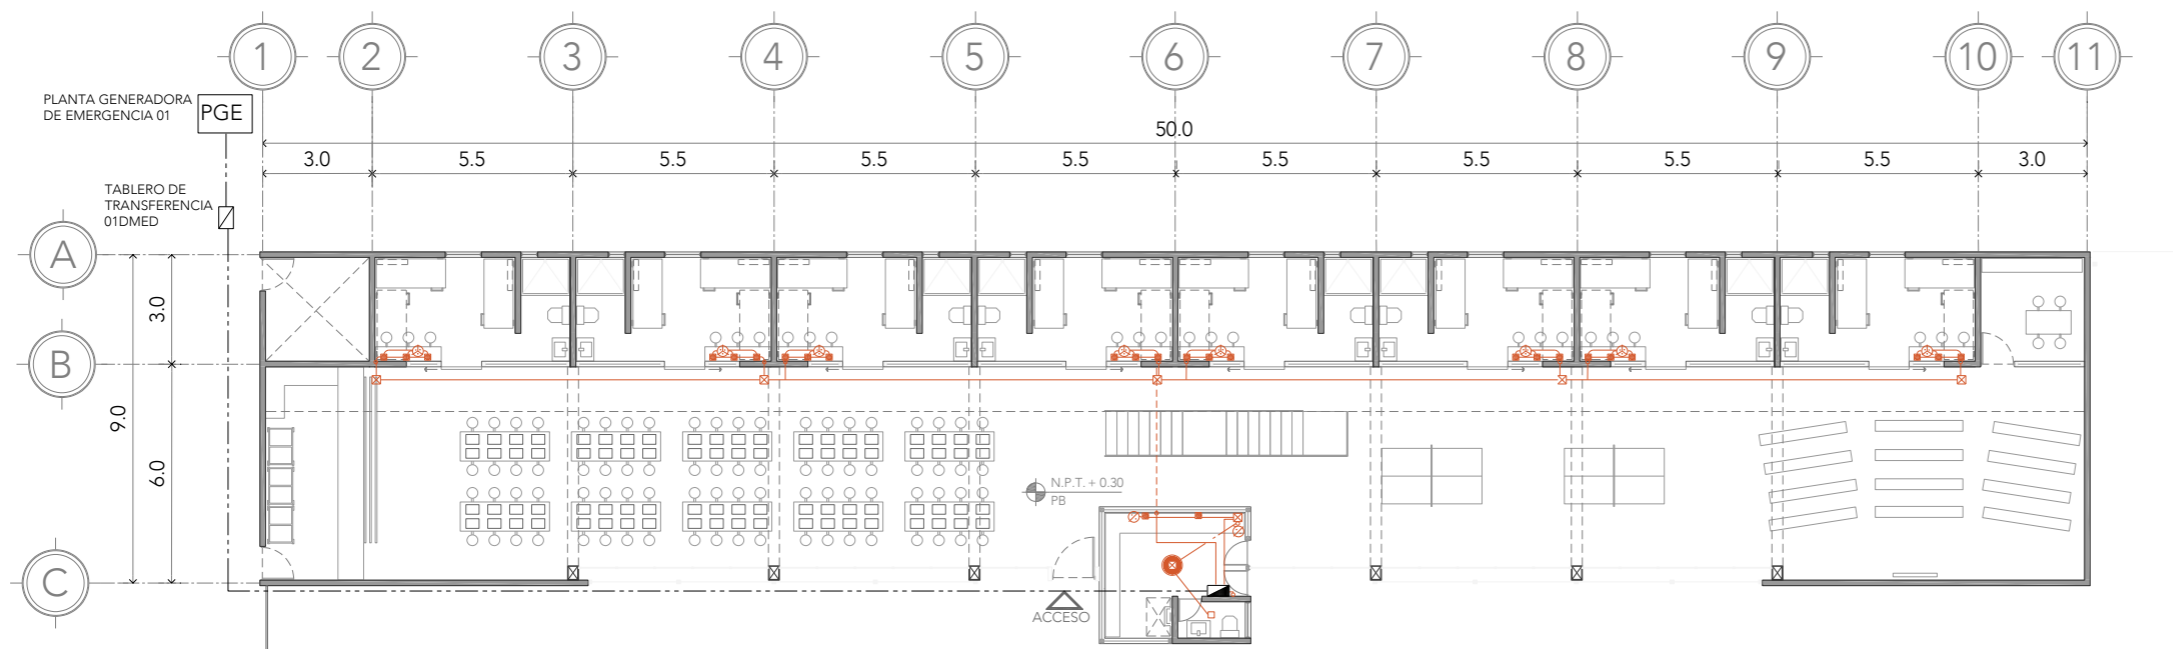 1 2 3 4 5 6 7 8 9 10 11
PLANTA GENERADORA
DE EMERGENCIA 01
PGE
50.0
3.0 5.5 5.5 5.5 5.5 5.5 5.5 5.5 5.5 3.0
TABLERO DE
TRANSFERENCIA
01DMED
A
3.0
B
9.0
6.0
N.P.T. + 0.30
PB
C
ACCESO